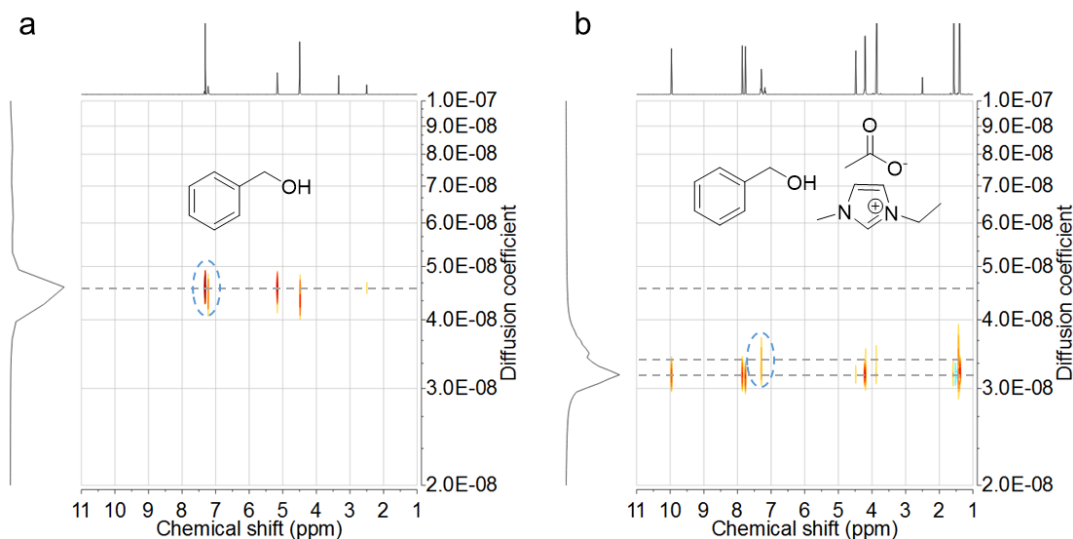 a
1.0E-07
9.0E-08
8.0E-08
7.0E-08
6.0E-08
5.0E-08
4.0E-08
3.0E-08
2.0E-08
Diffusion coefficient
OH
11 10 9 8 7 6 5 4 3 2 1
Chemical shift (ppm)
b
1.0E-07
9.0E-08
8.0E-08
7.0E-08
6.0E-08
5.0E-08
4.0E-08
3.0E-08
2.0E-08
Diffusion coefficient
O
O-
OH
N
⊕
N
11 10 9 8 7 6 5 4 3 2 1
Chemical shift (ppm)